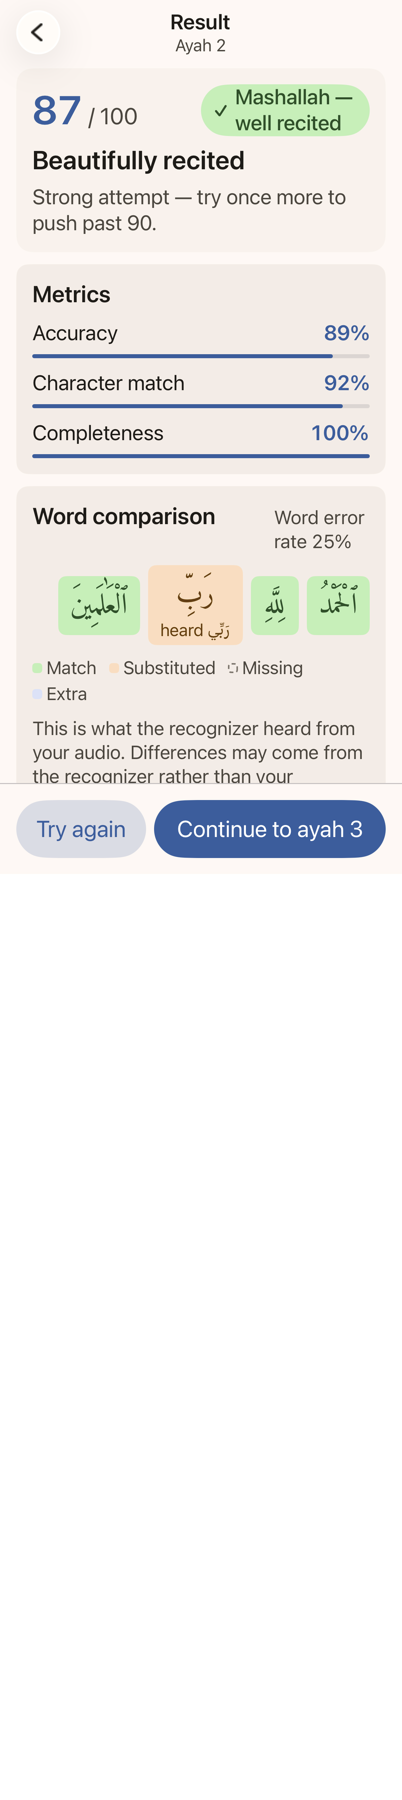 Result
Ayah 2
87 / 100
Mashallah —
well recited
Beautifully recited
Strong attempt — try once more to
push past 90.
Metrics
Accuracy 89%
Character match 92%
Completeness 100%
Word comparison
Word error
rate 25%
ٱلْحَمْدُ لِلَّهِ رَبِّ ٱلْعَٰلَمِينَ
heard رَبِّي
Match Substituted Missing
Extra
This is what the recognizer heard from
your audio. Differences may come from
the recognizer rather than your
Try again Continue to ayah 3